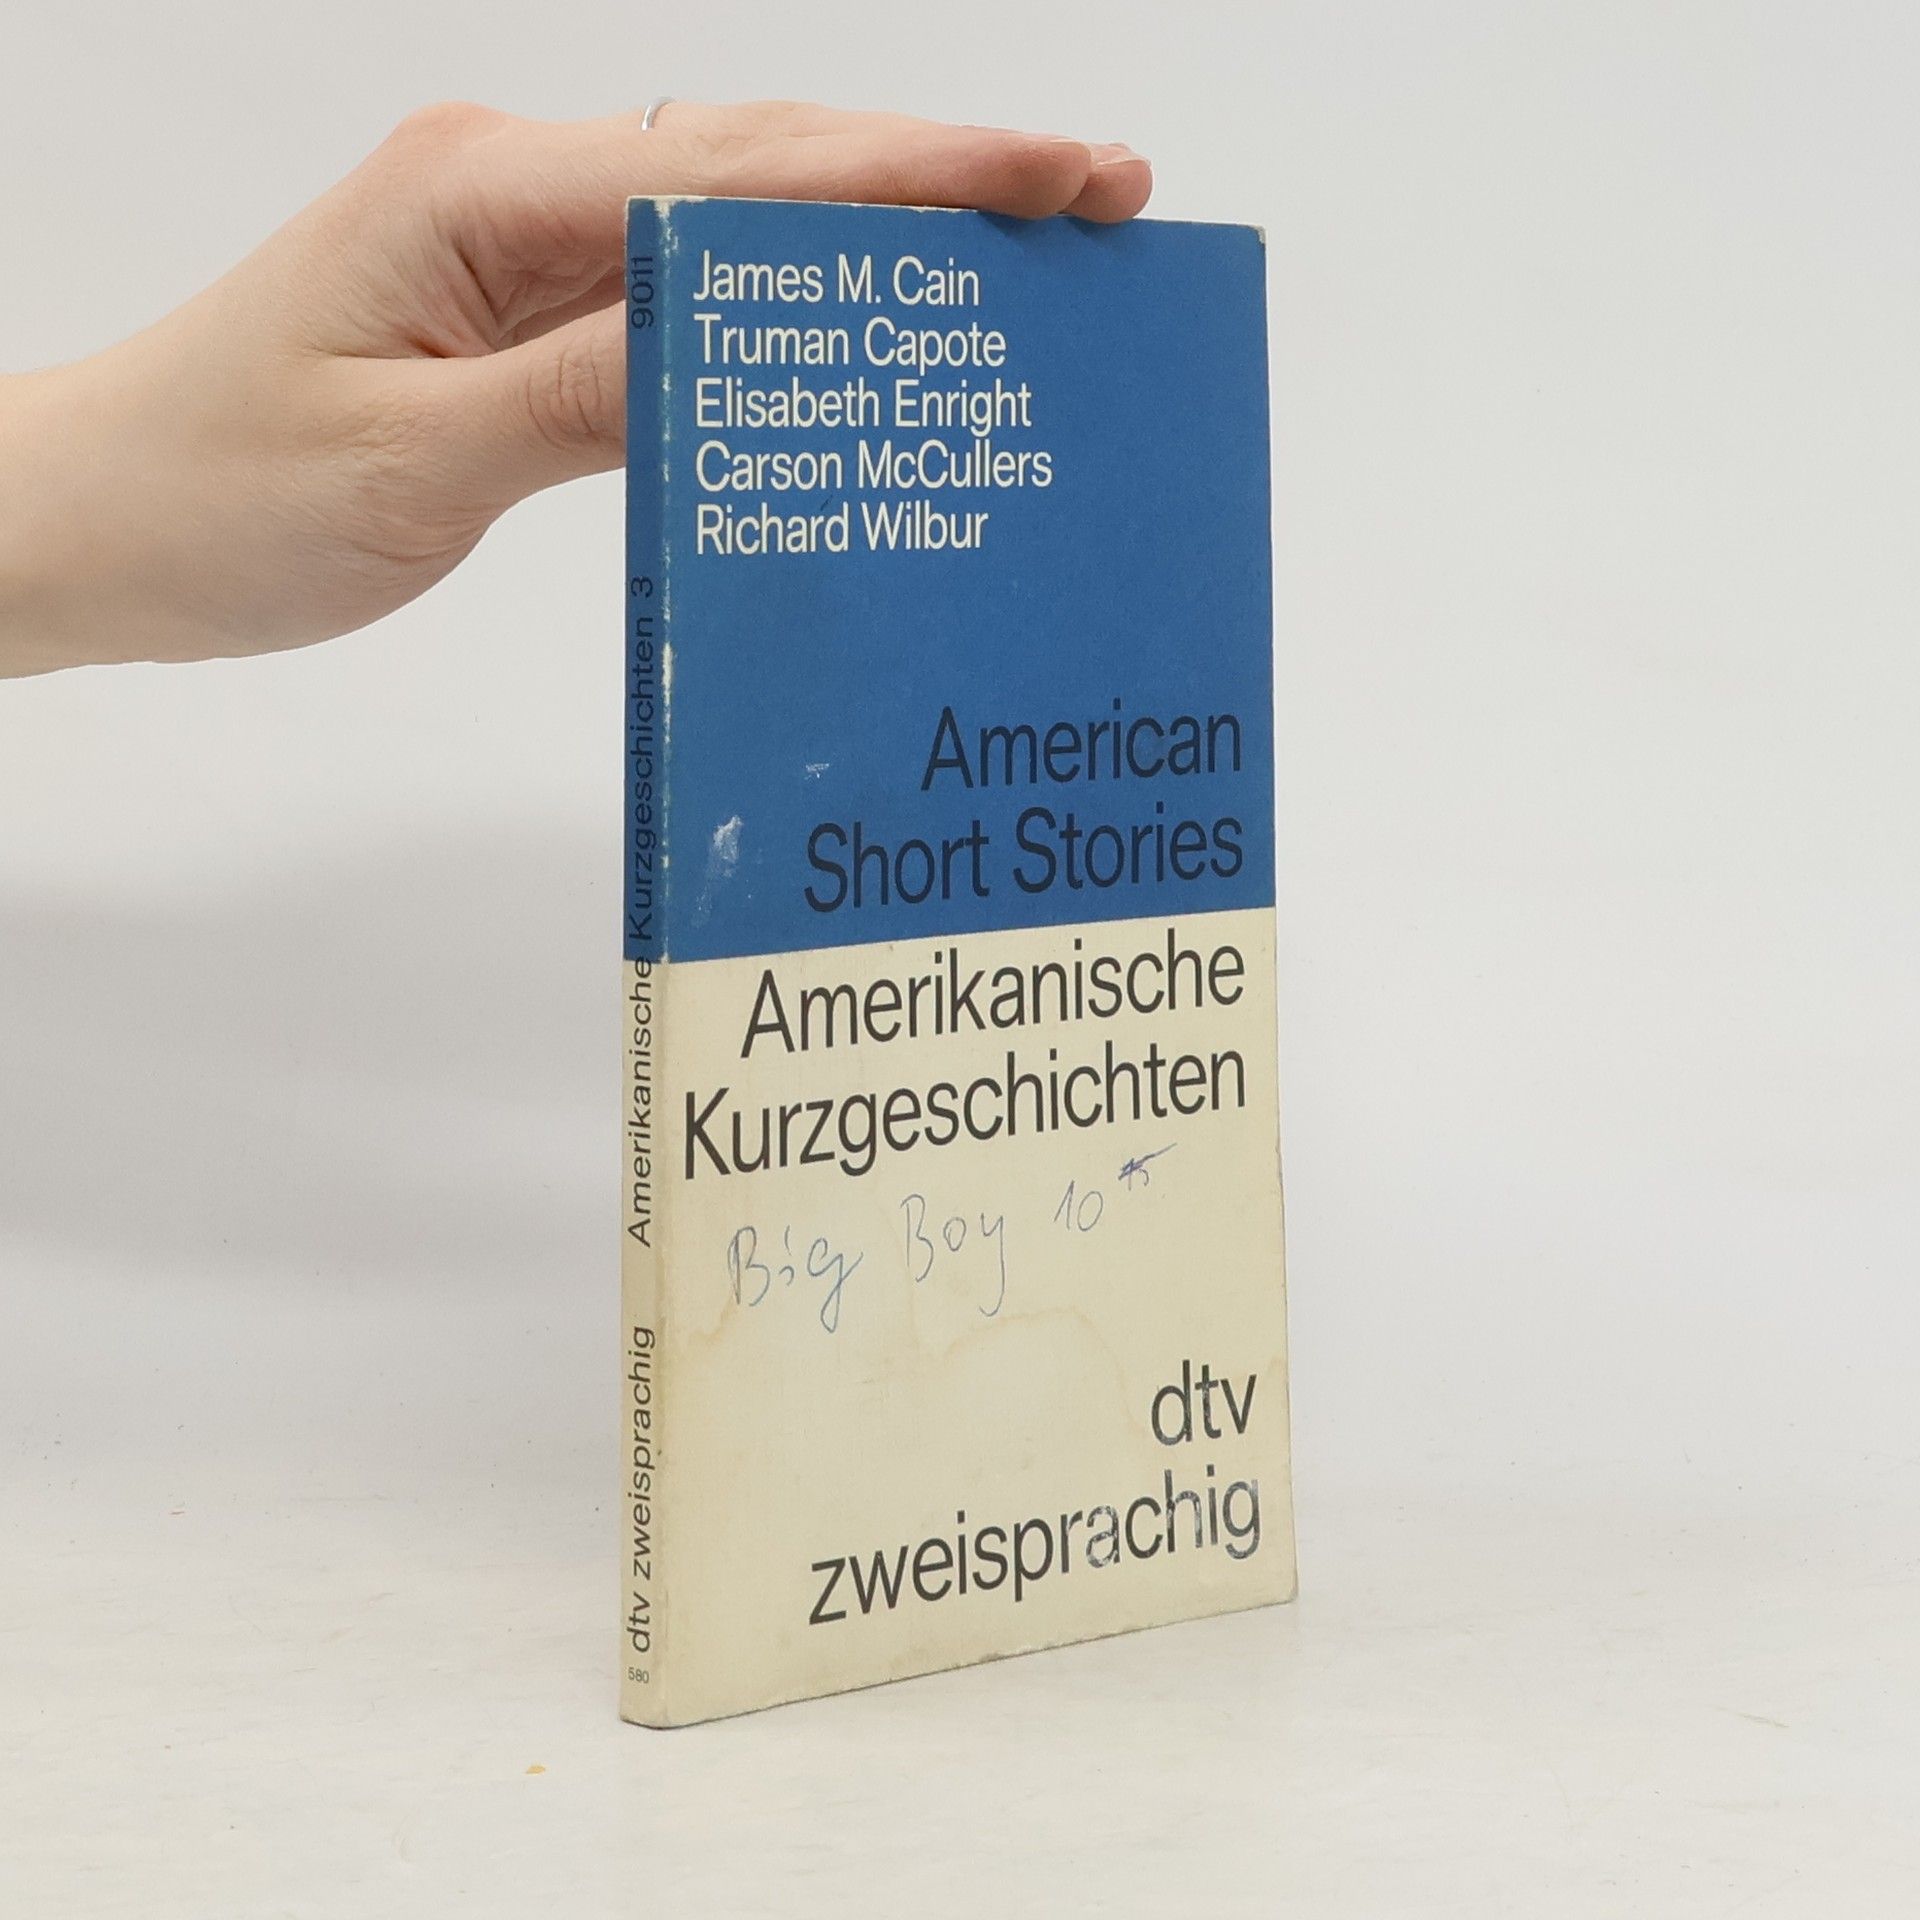 James M. Cain
Truman Capote
Elisabeth Enright
Carson McCullers
Richard Wilbur
American
Short Stories
Amerikanische
Kurzgeschichten
Big Boy 10 45
dtv
zweisprachig
9011
Amerikanische Kurzgeschichten 3
dtv zweisprachig
580